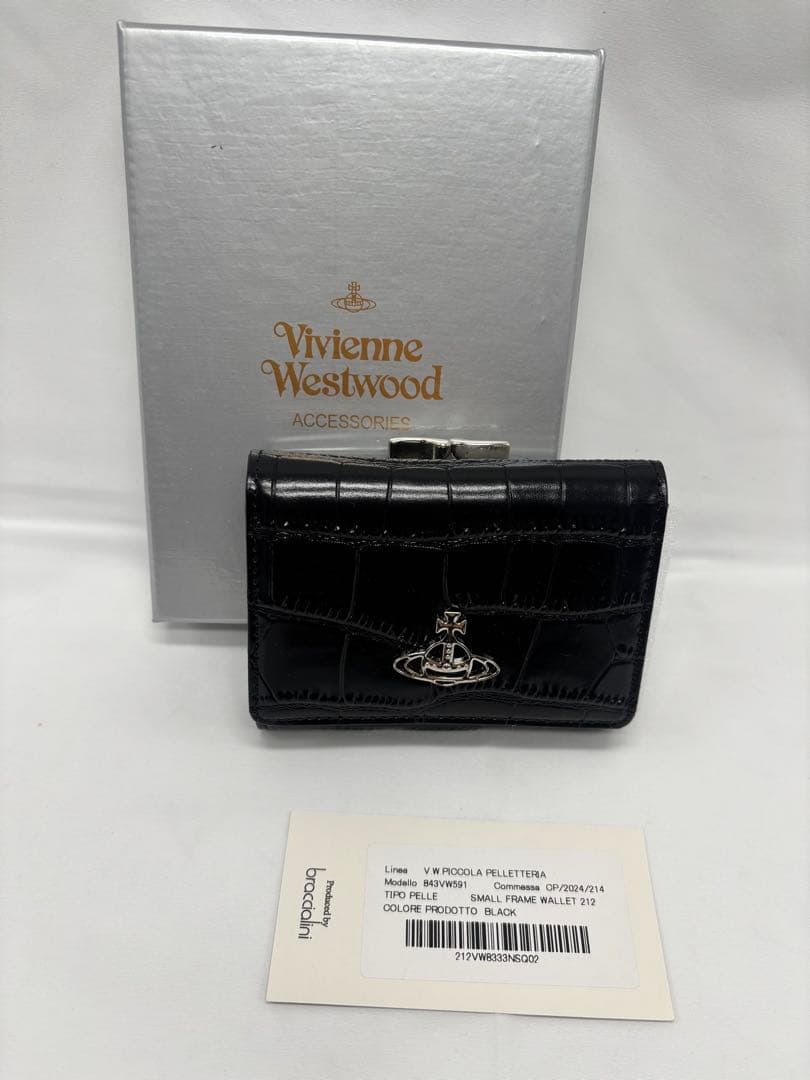 Vivienne
Westwood
ACCESSORIES
Produced by
braccialini
Linea V.W.PICCOLA PELLETTERIA
Modello 843VW591 Commessa CP/2024/214
TIPO PELLE SMALL FRAME WALLET 212
COLORE PRODOTTO BLACK
212VW8333NSQ02